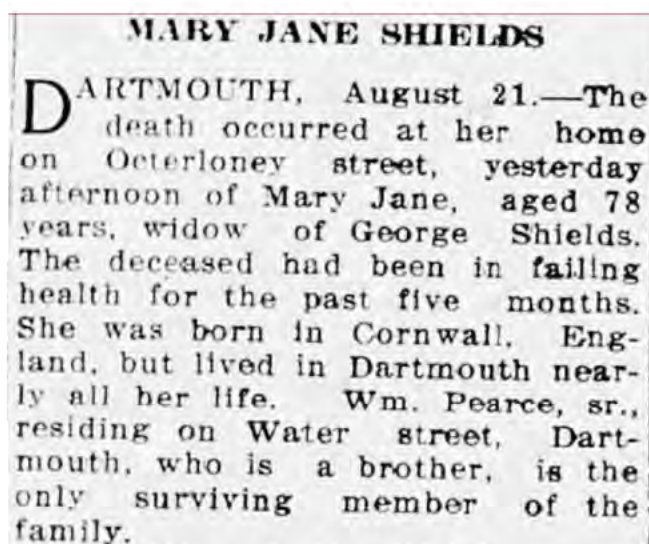 MARY JANE SHIELDS
DARTMOUTH, August 21.—The
death occurred at her home
on Octerloney street, yesterday
afternoon of Mary Jane, aged 78
years, widow of George Shields.
The deceased had been in failing
health for the past five months.
She was born in Cornwall, Eng-
land, but lived in Dartmouth near-
ly all her life. Wm. Pearce, sr.,
residing on Water street, Dart-
mouth, who is a brother, is the
only surviving member of the
family.